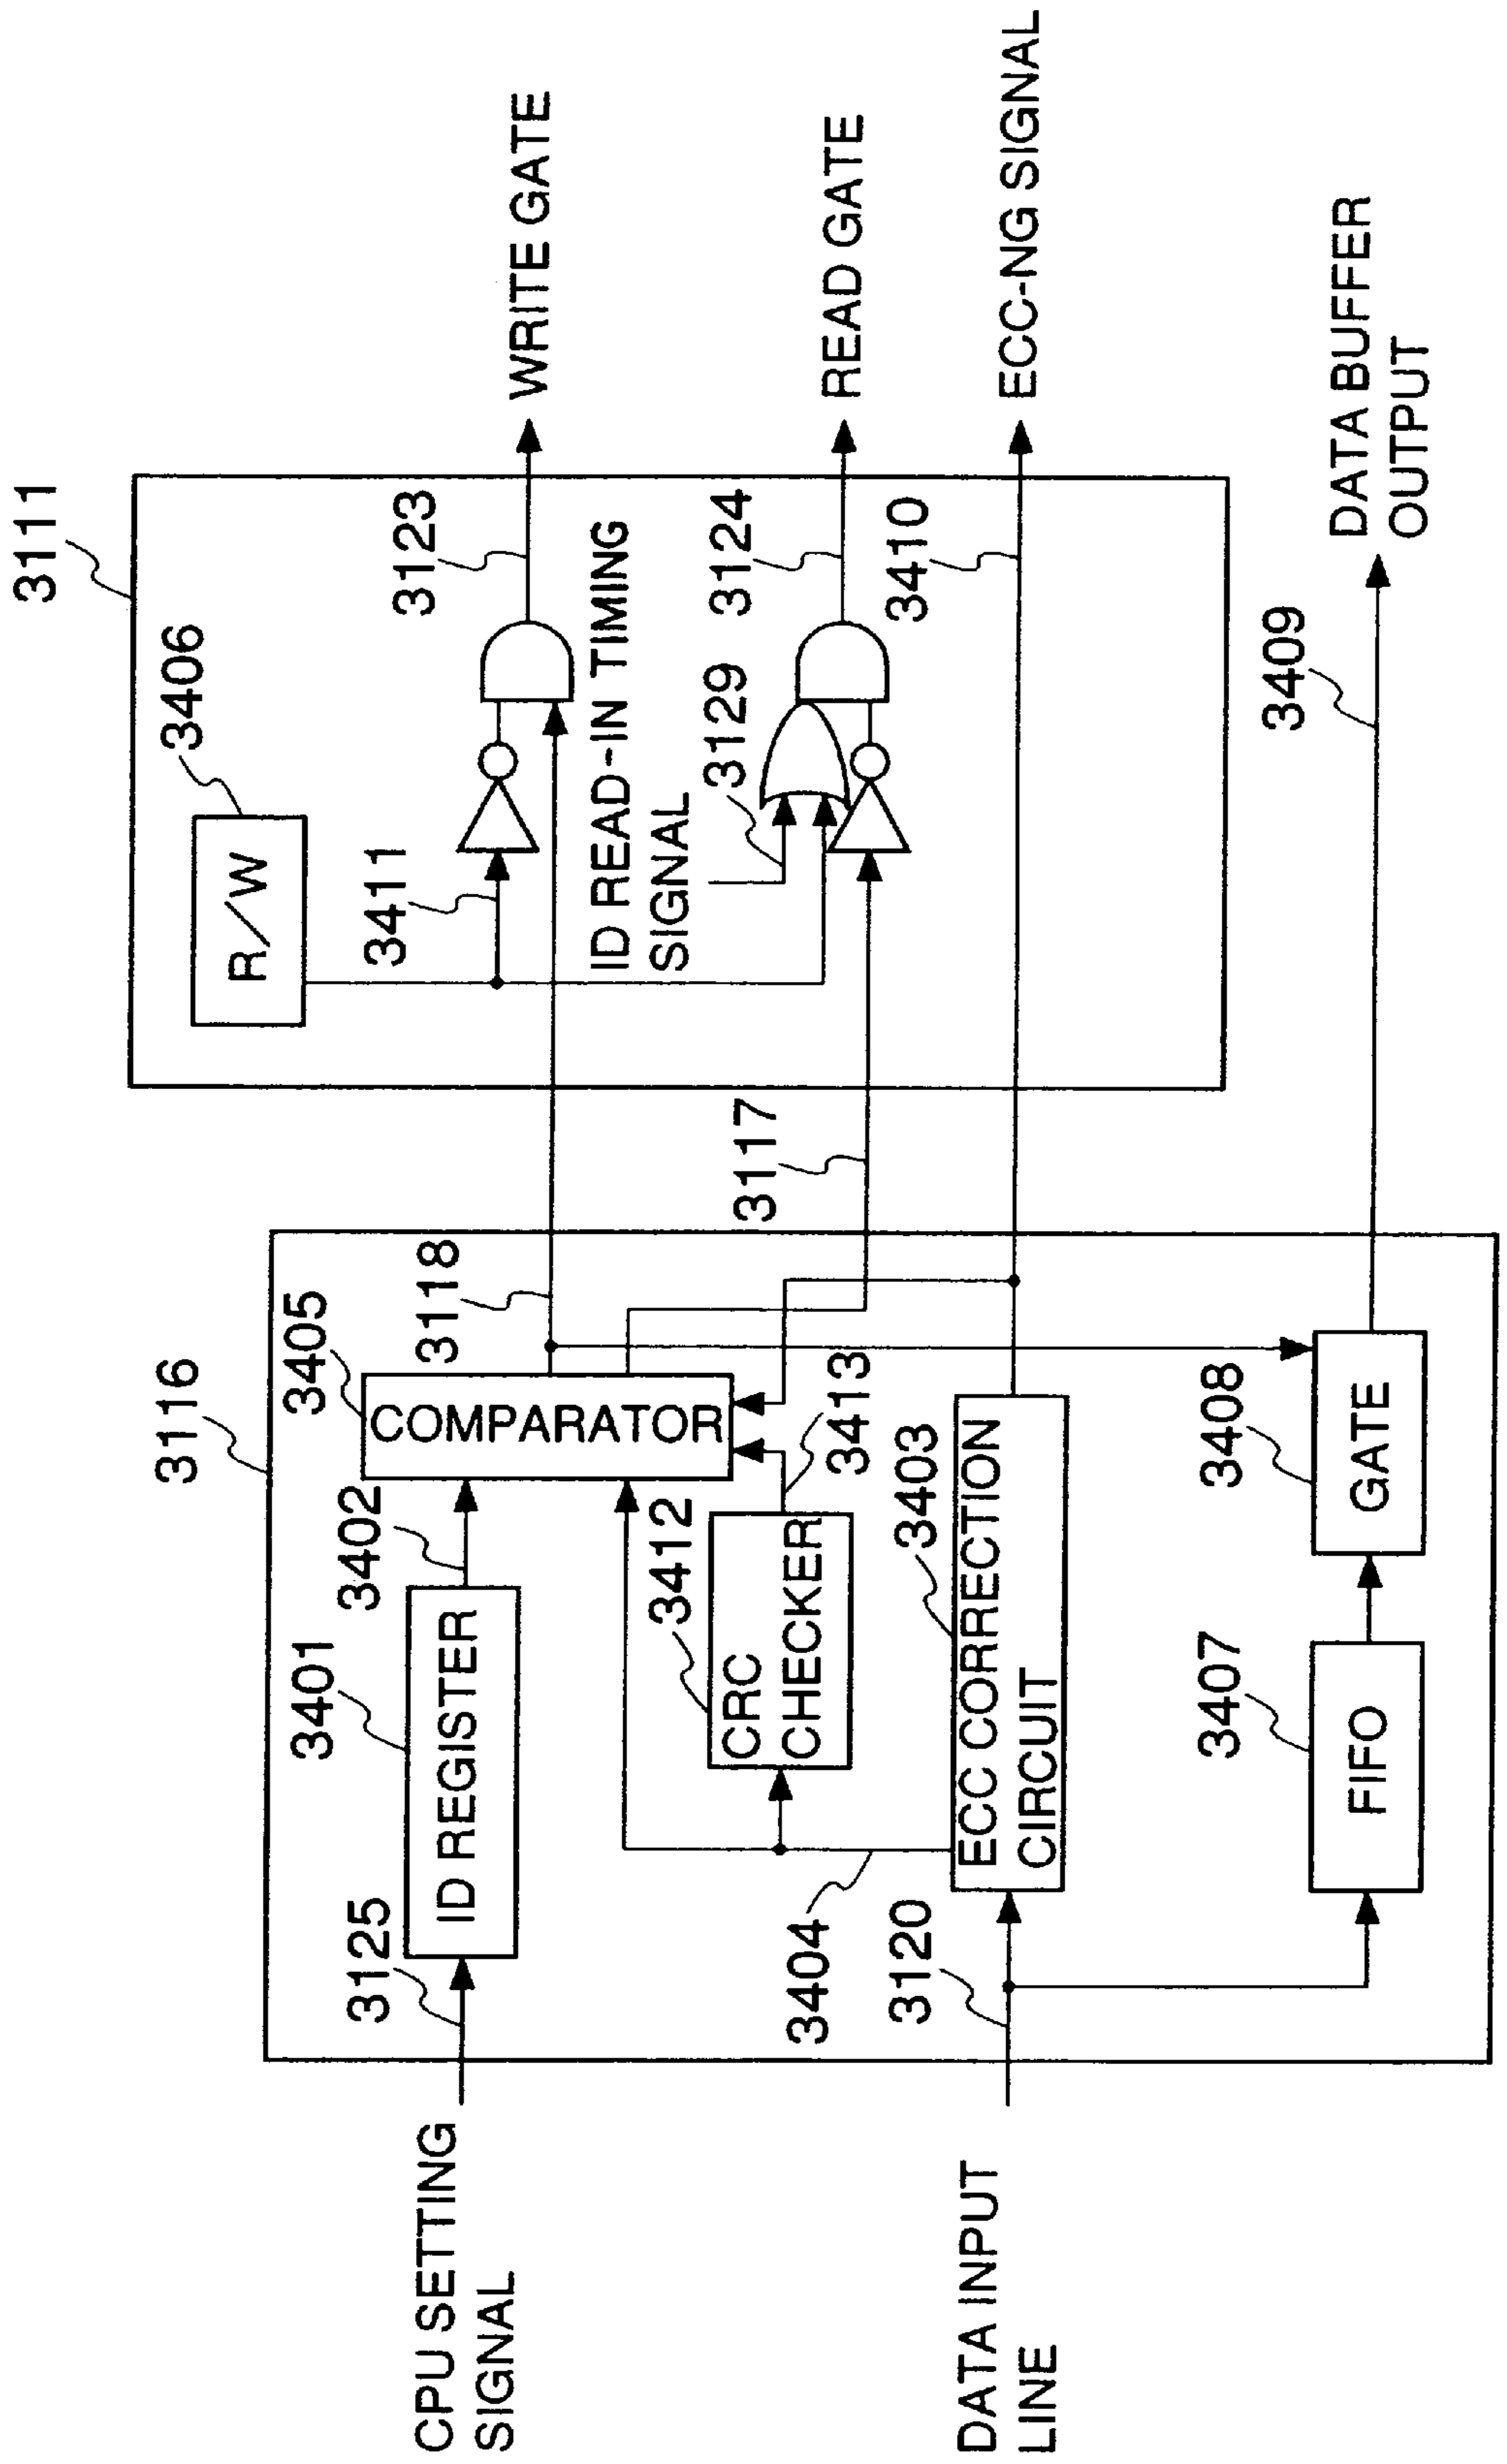 3111
3406
R/W
3411
3123
WRITE GATE
ID READ-IN TIMING
SIGNAL
3129
3124
READ GATE
3410
ECC-NG SIGNAL
3409
DATA BUFFER
OUTPUT
3116
3405
COMPARATOR
3118
3117
CPU SETTING
SIGNAL
3125
3401
ID REGISTER
3402
3412
CRC
CHECKER
3413
3404
3403
ECC CORRECTION
CIRCUIT
DATA INPUT
LINE
3120
3407
FIFO
3408
GATE